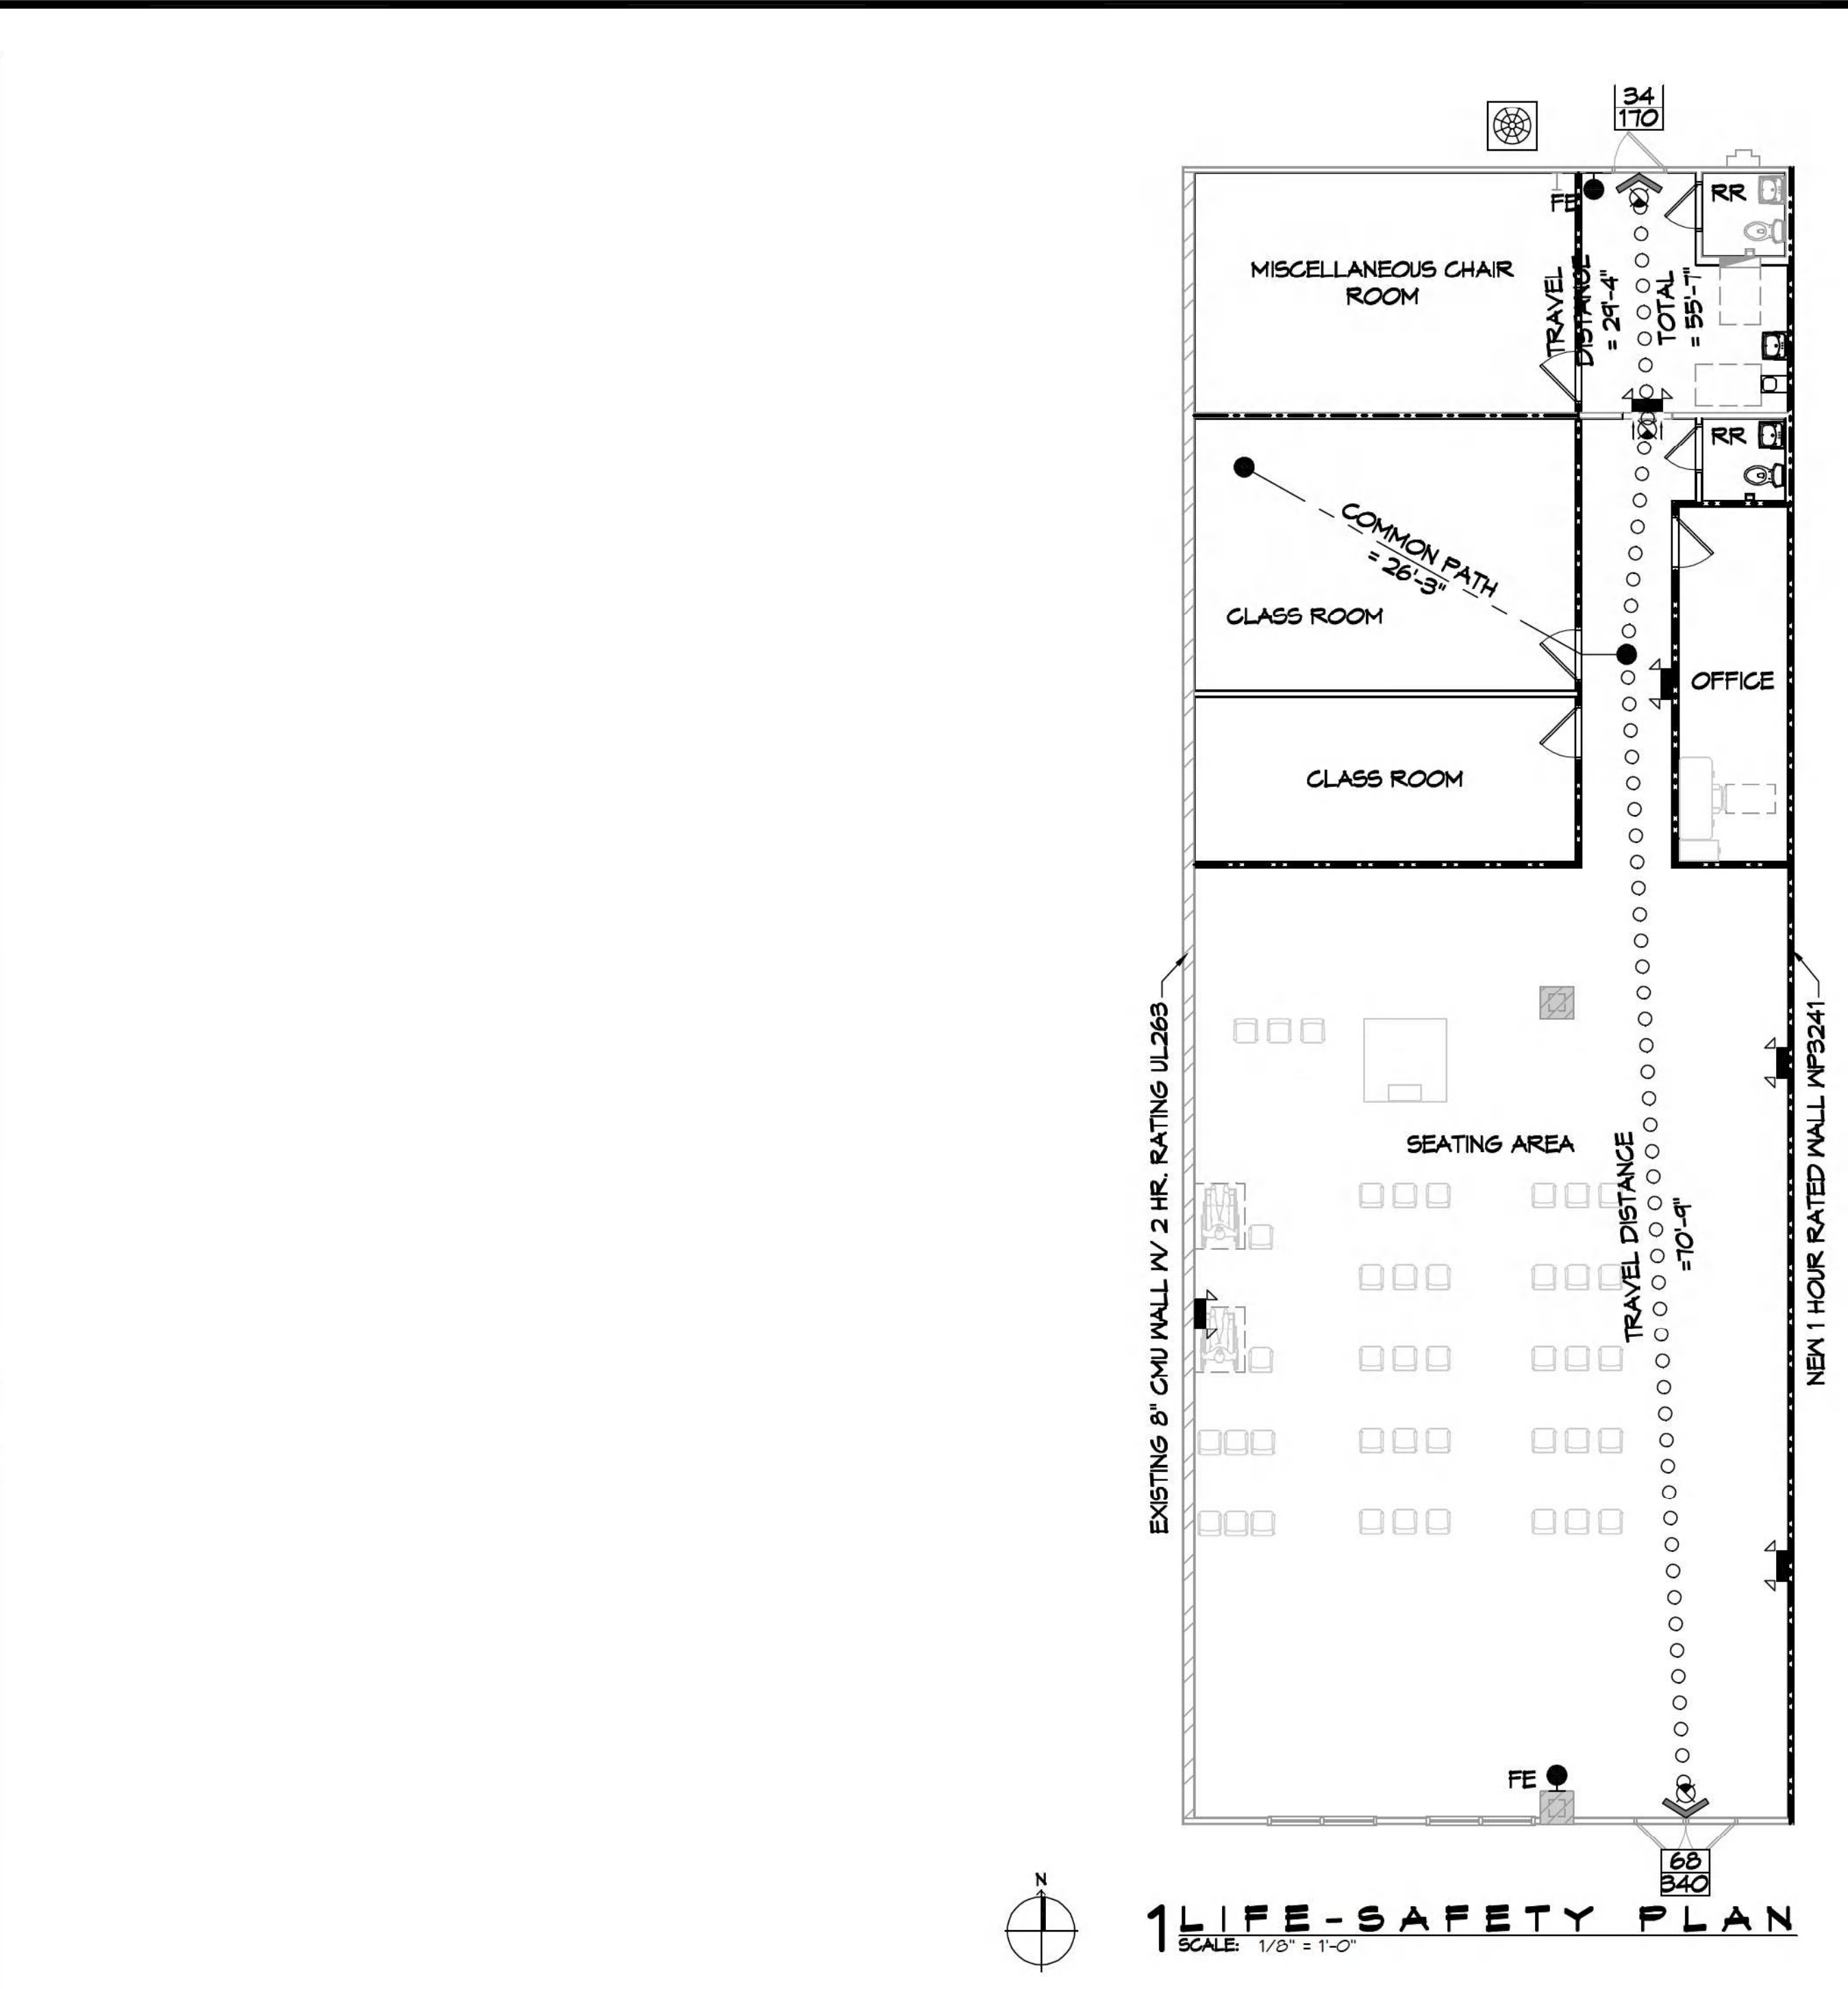 34
170
FE
RR
MISCELLANEOUS CHAIR
ROOM
TRAVEL
DISTANCE
= 29'-4"
TOTAL
= 55'-7"
RR
COMMON PATH
= 26'-3"
CLASS ROOM
OFFICE
CLASS ROOM
EXISTING 8" CMU WALL W/ 2 HR. RATING UL263
NEW 1 HOUR RATED WALL WP3241
SEATING AREA
TRAVEL DISTANCE
=70'-9"
FE
68
340
N
1 LIFE-SAFETY PLAN
SCALE: 1/8" = 1'-0"